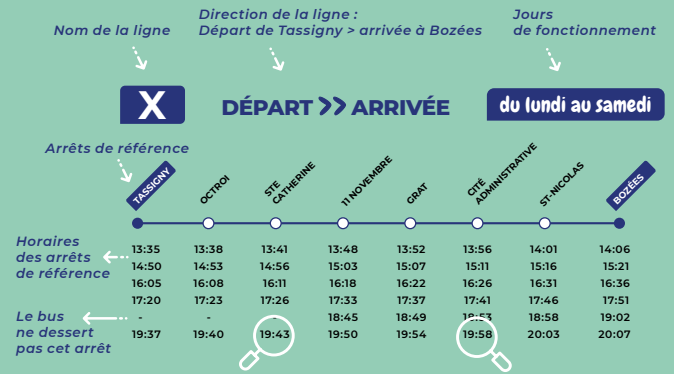 Nom de la ligne
Direction de la ligne :
Départ de Tassigny > arrivée à Bozées
Jours
de fonctionnement
X
DÉPART >> ARRIVÉE
du lundi au samedi
Arrêts de référence
TASSIGNY
OCTROI
STE
CATHERINE
11 NOVEMBRE
GRAT
CITÉ
ADMINISTRATIVE
ST-NICOLAS
BOZÉES
Horaires
des arrêts
de référence
13:35 13:38 13:41 13:48 13:52 13:56 14:01 14:06
14:50 14:53 14:56 15:03 15:07 15:11 15:16 15:21
16:05 16:08 16:11 16:18 16:22 16:26 16:31 16:36
17:20 17:23 17:26 17:33 17:37 17:41 17:46 17:51
Le bus
ne dessert
pas cet arrêt
- - - 18:45 18:49 18:53 18:58 19:02
19:37 19:40 19:43 19:50 19:54 19:58 20:03 20:07